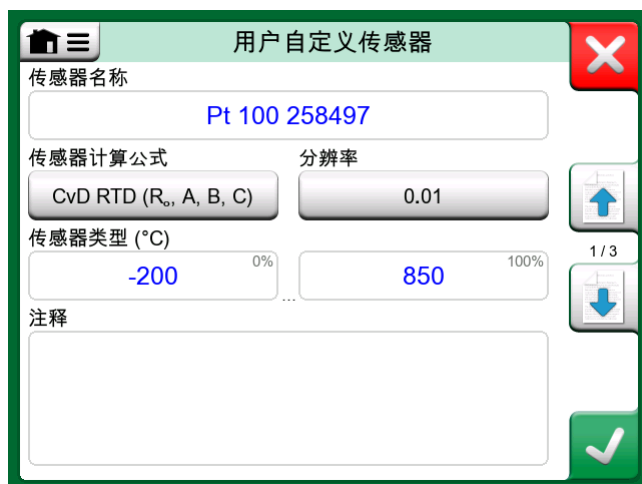 用户自定义传感器
传感器名称
Pt 100 258497
传感器计算公式 分辨率
CvD RTD (R₀, A, B, C) 0.01
传感器类型 (°C)
-200 0% ... 850 100%
1 / 3
注释